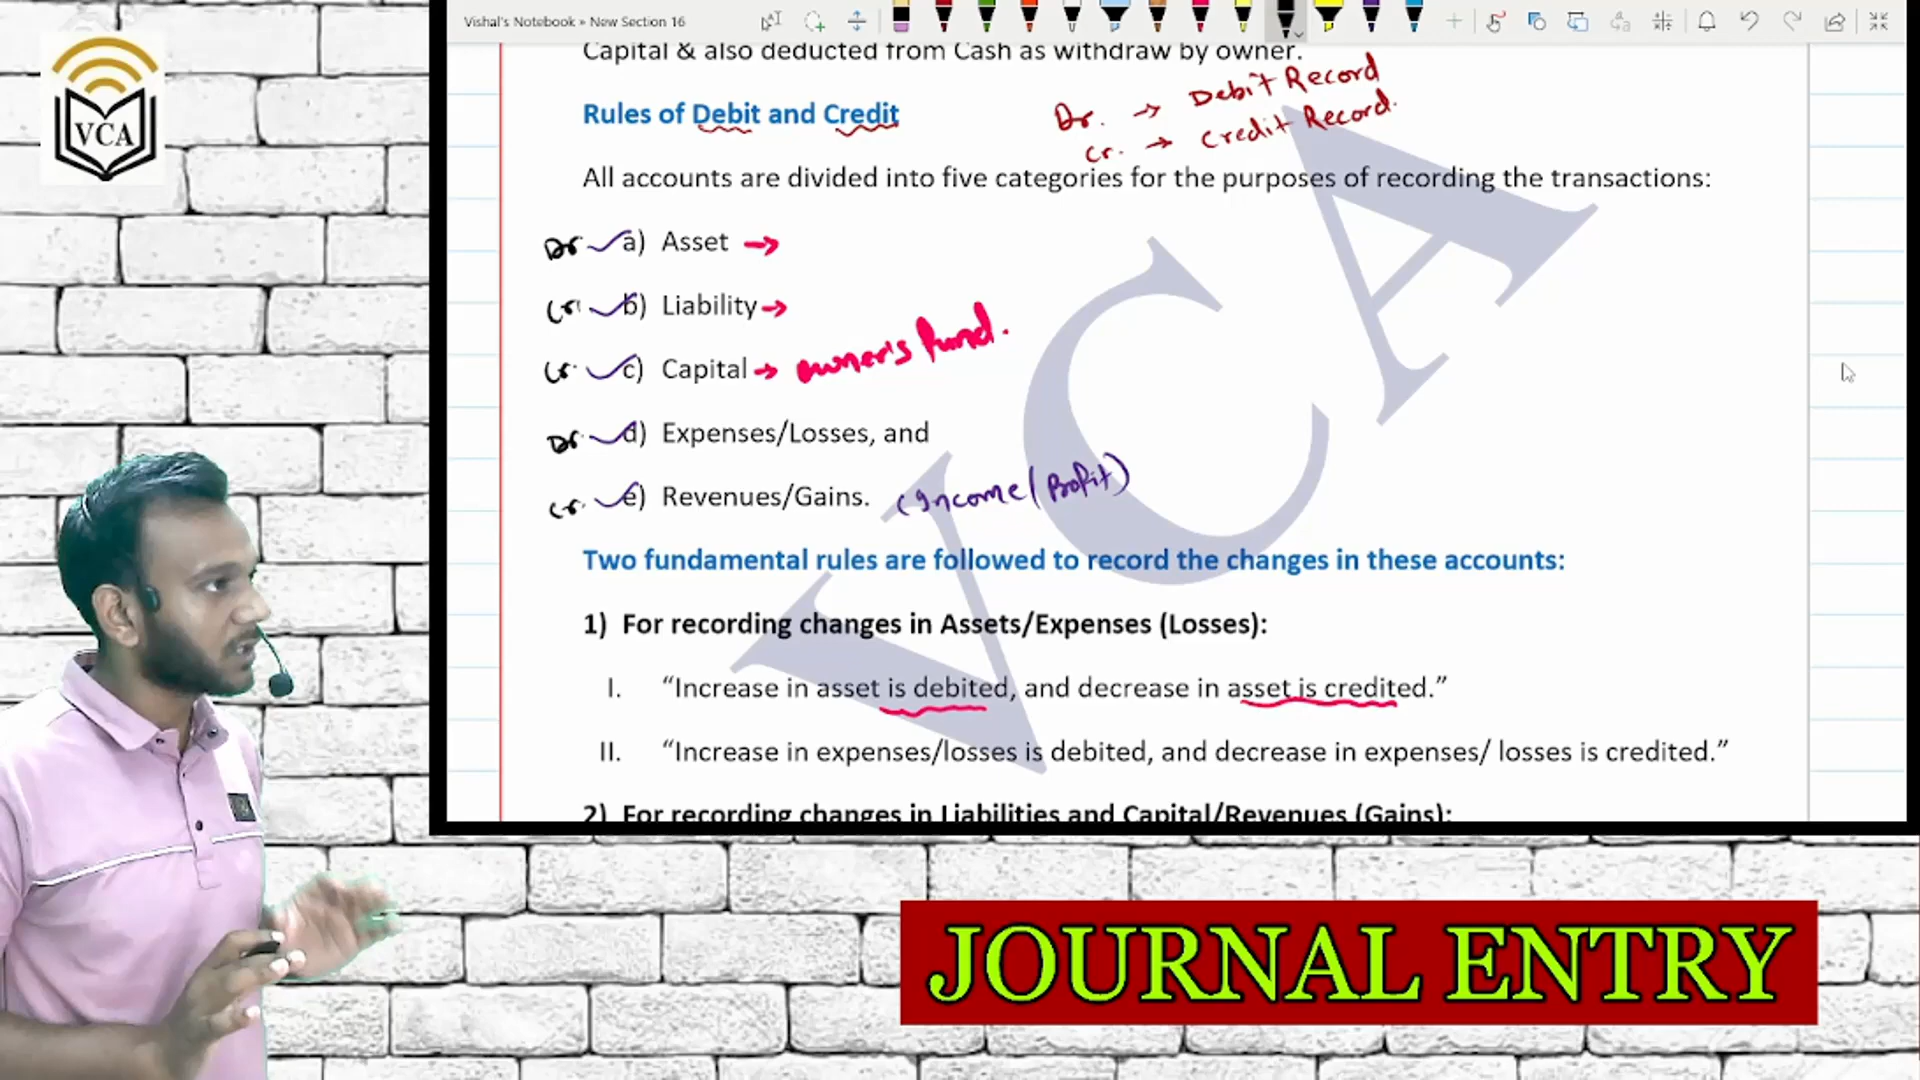 Vishal's Notebook » New Section 16
VCA
Capital & also deducted from Cash as withdraw by owner.
Rules of Debit and Credit
Dr. → Debit Record
Cr. → Credit Record.
All accounts are divided into five categories for the purposes of recording the transactions:
Dr. a) Asset →
Cr. b) Liability →
Cr. c) Capital → owner's fund.
Dr. d) Expenses/Losses, and
Cr. e) Revenues/Gains. (Income (Profit)
Two fundamental rules are followed to record the changes in these accounts:
1) For recording changes in Assets/Expenses (Losses):
I. “Increase in asset is debited, and decrease in asset is credited.”
II. “Increase in expenses/losses is debited, and decrease in expenses/ losses is credited.”
2) For recording changes in Liabilities and Capital/Revenues (Gains):
VCA
JOURNAL ENTRY